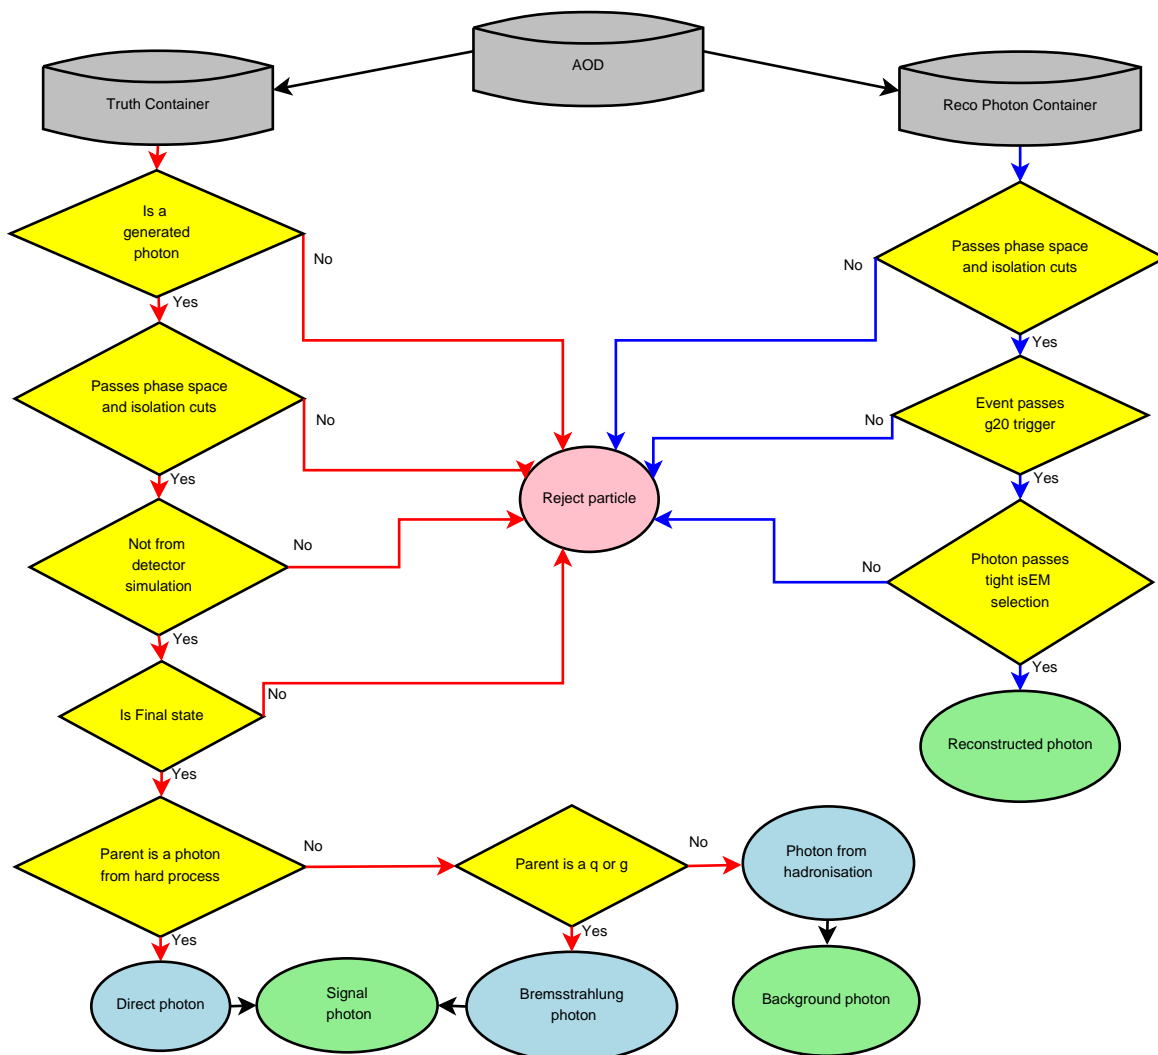 AOD
Truth Container
Reco Photon Container
Is a
generated
photon
No
Yes
Passes phase space
and isolation cuts
No
Yes
Passes phase space
and isolation cuts
No
Yes
Event passes
g20 trigger
No
Yes
Reject particle
Not from
detector
simulation
No
Yes
Photon passes
tight isEM
selection
No
Yes
Is Final state
No
Yes
Reconstructed photon
Parent is a photon
from hard process
No
Yes
Parent is a q or g
No
Yes
Photon from
hadronisation
Direct photon
Signal
photon
Bremsstrahlung
photon
Background photon